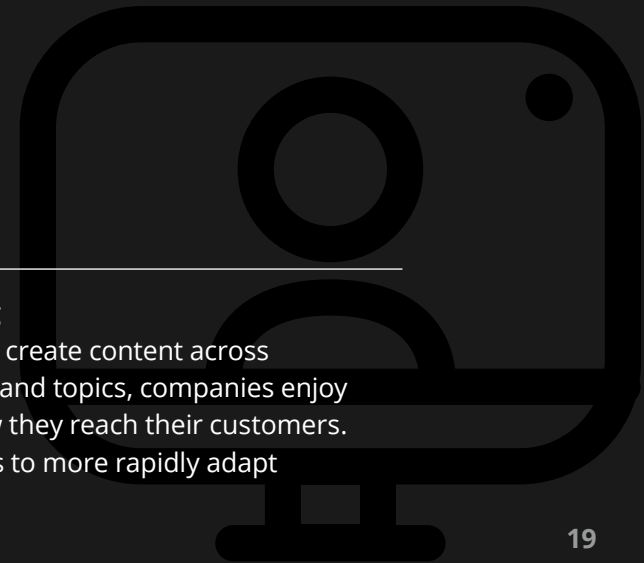 create content across
and topics, companies enjoy
they reach their customers.
to more rapidly adapt
19